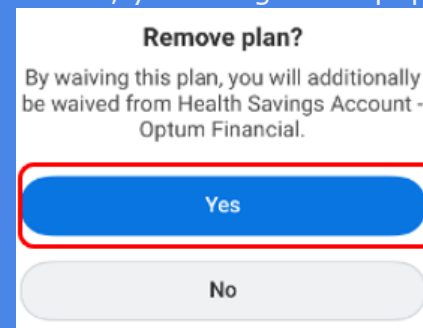 Remove plan?
By waiving this plan, you will additionally
be waived from Health Savings Account -
Optum Financial.
Yes
No